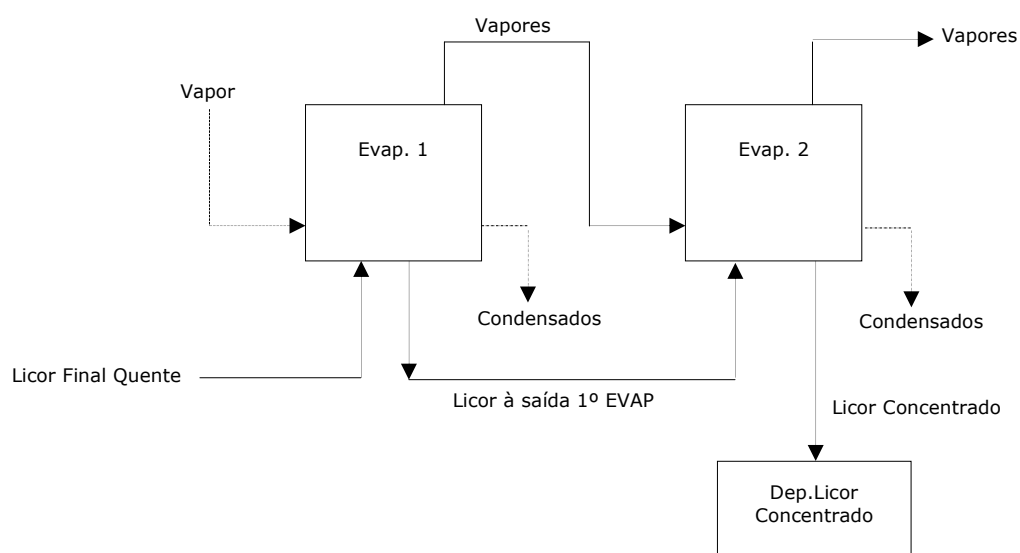 Vapores
Vapores
Vapor
Evap. 1
Evap. 2
Condensados
Condensados
Licor Final Quente
Licor à saída 1º EVAP
Licor Concentrado
Dep.Licor
Concentrado